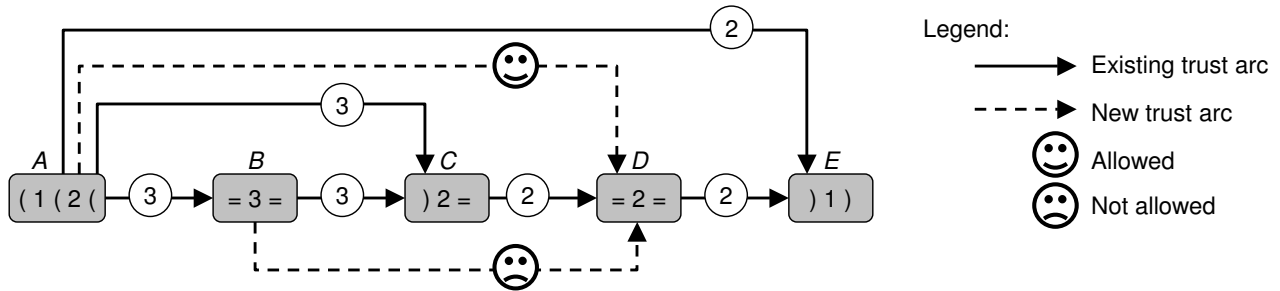 2
Legend:
Existing trust arc
3
New trust arc
A B C D E
Allowed
( 1 ( 2 ( 3 = 3 = 3 ) 2 = 2 = 2 = 2 ) 1 )
Not allowed